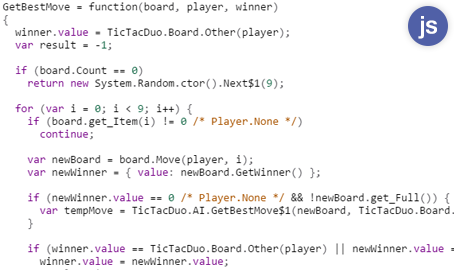 GetBestMove = function(board, player, winner)
{
winner.value = TicTacDuo.Board.Other(player);
var result = -1;
if (board.Count == 0)
return new System.Random.ctor().Next$1(9);
for (var i = 0; i < 9; i++) {
if (board.get_Item(i) != 0 /* Player.None */)
continue;
var newBoard = board.Move(player, i);
var newWinner = { value: newBoard.GetWinner() };
if (newWinner.value == 0 /* Player.None */ && !newBoard.get_Full()) {
var tempMove = TicTacDuo.AI.GetBestMove$1(newBoard, TicTacDuo.Board.
}
if (winner.value == TicTacDuo.Board.Other(player) || newWinner.value =
winner.value = newWinner.value;
js